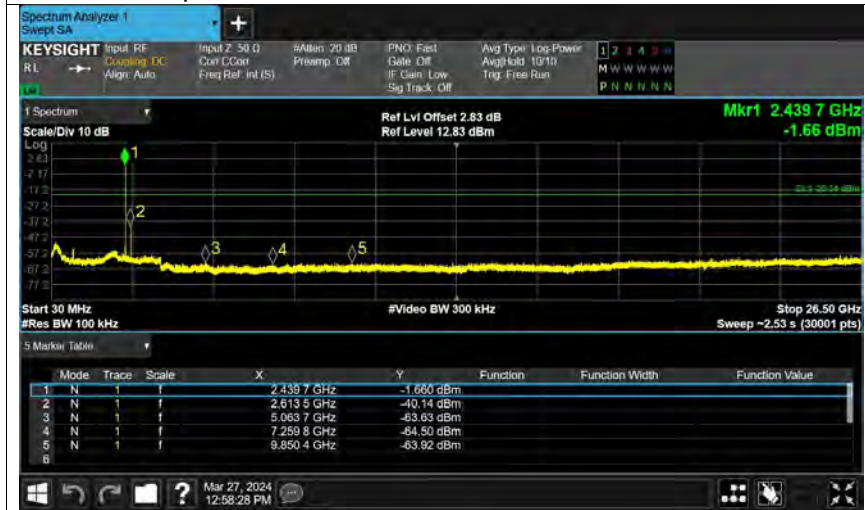 Spectrum Analyzer 1
Swept SA
+
KEYSIGHT Input: RF Input Z: 50 Ω #Atten: 20 dB PNO: Fast Avg Type: Log-Power 1 2 3 4 5 6
RL Coupling: DC Corr CCorr Preamp: Off Gate: Off Avg|Hold: 10/10 M W W W W W
Align: Auto Freq Ref: Int (S) IF Gain: Low Trig: Free Run
Sig Track: Off P N N N N N
1 Spectrum Ref Lvl Offset 2.83 dB Mkr1 2.439 7 GHz
Scale/Div 10 dB Ref Level 12.83 dBm -1.66 dBm
Log
2.83
-7.17
-17.2
-27.2
-37.2
-47.2
-57.2
-67.2
-77.2
1
2
3
4
5
Start 30 MHz #Video BW 300 kHz Stop 26.50 GHz
#Res BW 100 kHz Sweep ~2.53 s (30001 pts)
5 Marker Table
Mode Trace Scale X Y Function Function Width Function Value
1 N 1 f 2.439 7 GHz -1.660 dBm
2 N 1 f 2.613 5 GHz -40.14 dBm
3 N 1 f 5.063 7 GHz -63.63 dBm
4 N 1 f 7.259 8 GHz -64.50 dBm
5 N 1 f 9.850 4 GHz -63.92 dBm
6
? Mar 27, 2024
12:58:28 PM